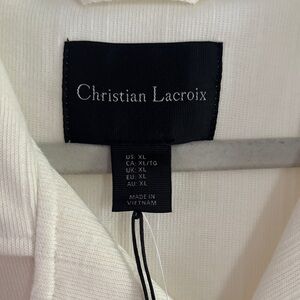 Christian Lacroix
US: XL
CA: XL/TG
UK: XL
EU: XL
AU: XL
MADE IN
VIETNAM